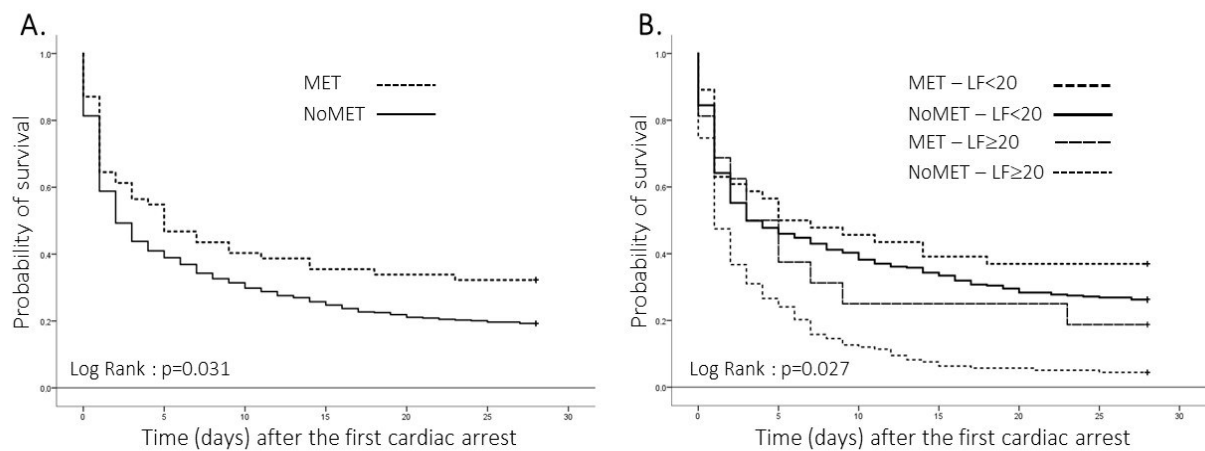 A.
MET
NoMET
Probability of survival
1.0
0.8
0.6
0.4
0.2
0.0
Log Rank : p=0.031
0 5 10 15 20 25 30
Time (days) after the first cardiac arrest
B.
MET – LF<20
NoMET – LF<20
MET – LF≥20
NoMET – LF≥20
Probability of survival
1.0
0.8
0.6
0.4
0.2
0.0
Log Rank : p=0.027
0 5 10 15 20 25 30
Time (days) after the first cardiac arrest